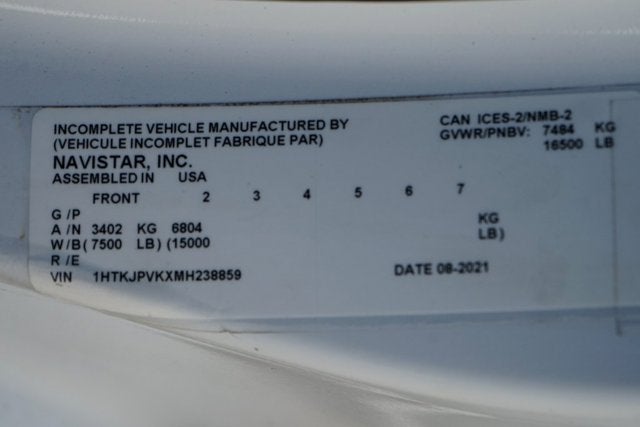 INCOMPLETE VEHICLE MANUFACTURED BY
(VEHICULE INCOMPLET FABRIQUE PAR)
NAVISTAR, INC.
ASSEMBLED IN USA
CAN ICES-2/NMB-2
GVWR/PNBV: 7484 KG
16500 LB
FRONT 2 3 4 5 6 7
G /P
A /N 3402 KG 6804 KG
W/B( 7500 LB) (15000 LB)
R /E
VIN 1HTKJPVKXMH238859 DATE 08-2021